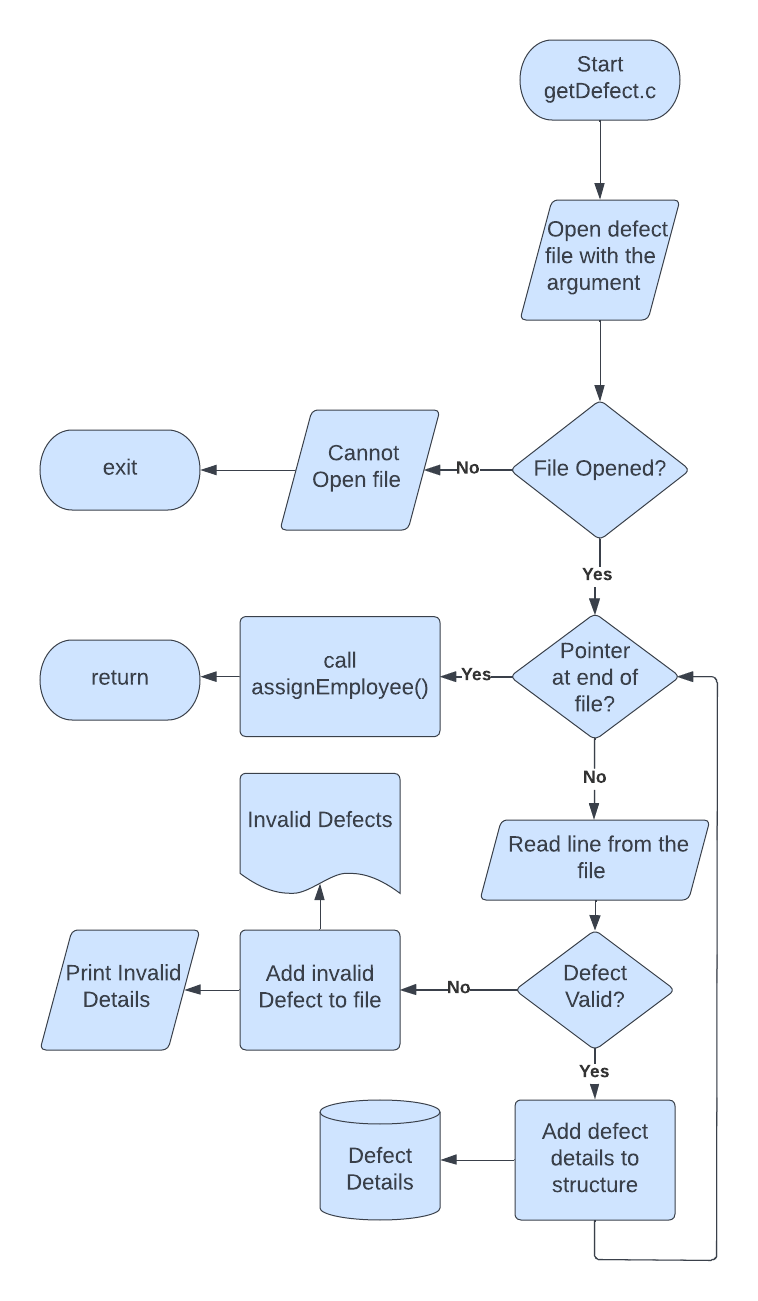 Start
getDefect.c
Open defect
file with the
argument
File Opened?
No
Cannot
Open file
exit
Yes
Pointer
at end of
file?
Yes
call
assignEmployee()
return
No
Read line from the
file
Defect
Valid?
No
Add invalid
Defect to file
Invalid Defects
Print Invalid
Details
Yes
Add defect
details to
structure
Defect
Details